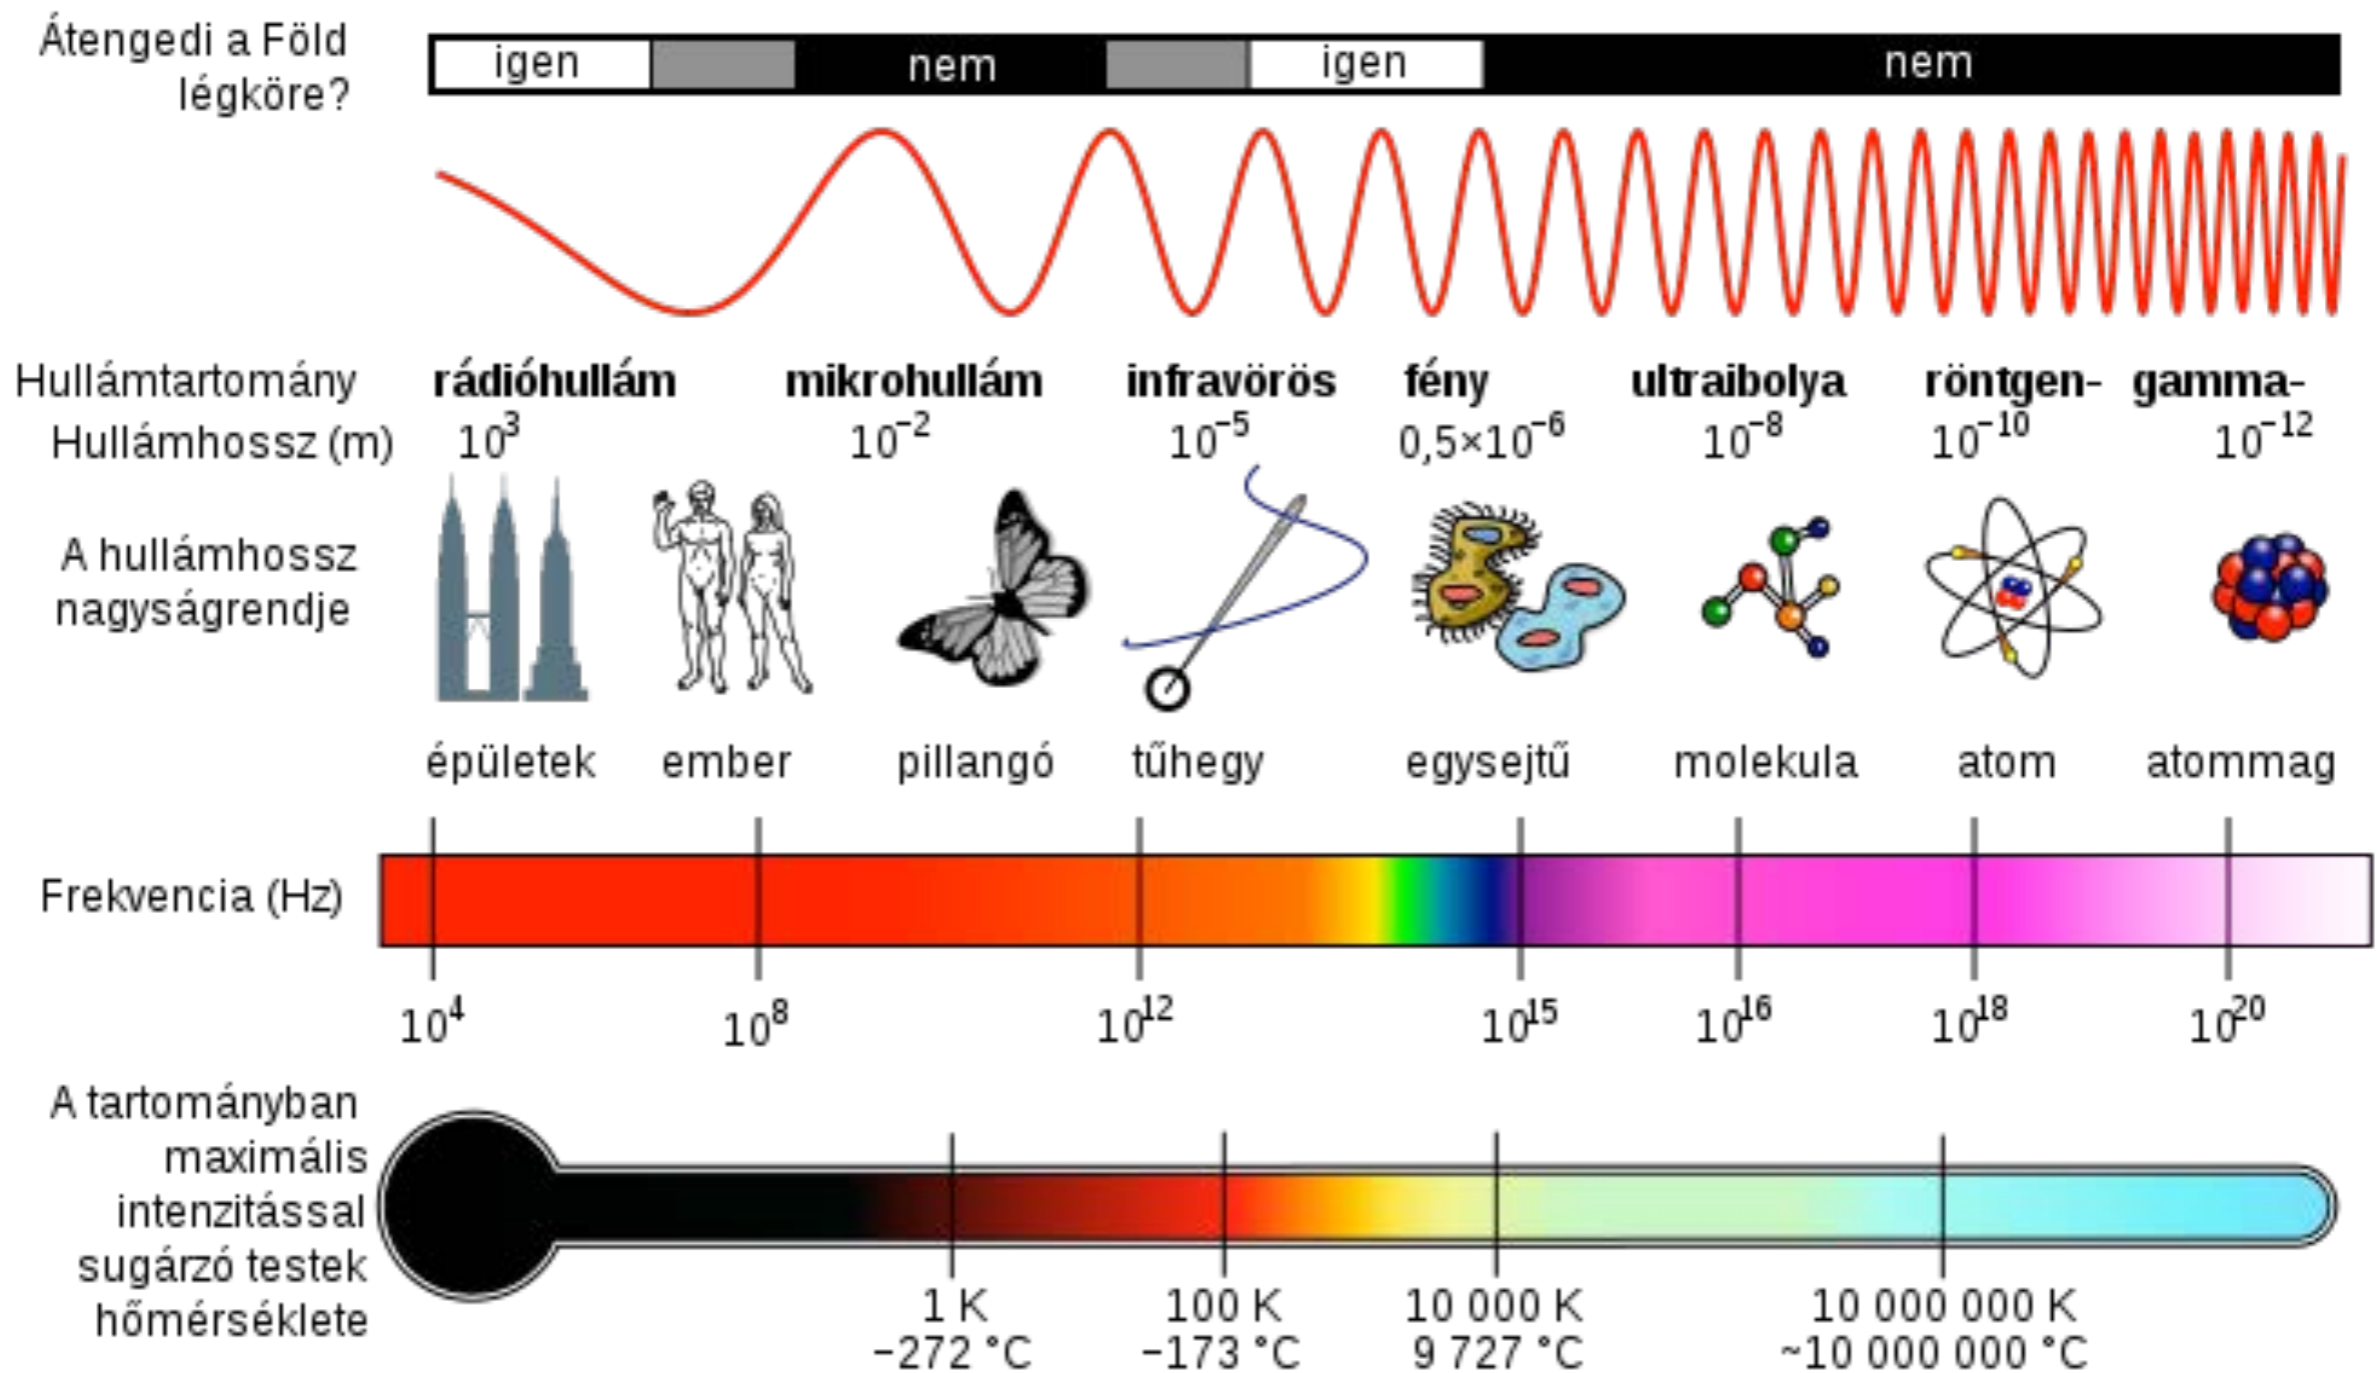 Átengedi a Föld
légköre?
igen nem igen nem
Hullámtartomány rádióhullám mikrohullám infravörös fény ultraibolya röntgen- gamma-
Hullámhossz (m) 10³ 10⁻² 10⁻⁵ 0,5×10⁻⁶ 10⁻⁸ 10⁻¹⁰ 10⁻¹²
A hullámhossz
nagyságrendje
épületek ember pillangó tűhegy egysejtű molekula atom atommag
Frekvencia (Hz)
10⁴ 10⁸ 10¹² 10¹⁵ 10¹⁶ 10¹⁸ 10²⁰
A tartományban
maximális
intenzitással
sugárzó testek
hőmérséklete
1 K 100 K 10 000 K 10 000 000 K
−272 °C −173 °C 9 727 °C ~10 000 000 °C